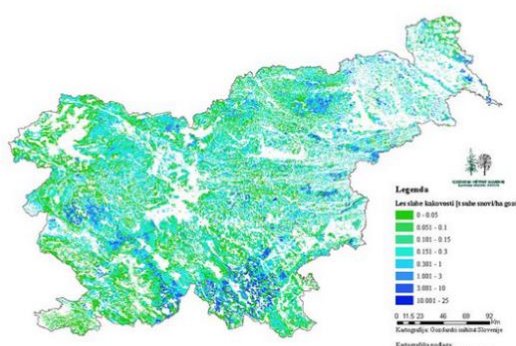 Legenda
Les slabe kakovosti [t suhe snovi/ha
0 - 0.05
0.051 - 0.1
0.101 - 0.15
0.151 - 0.3
0.301 - 1
1.001 - 3
3.001 - 10
10.001 - 25
0 11.5 23 46 69 92
Km
Kartografija: Gozdarski inštitut Slovenije